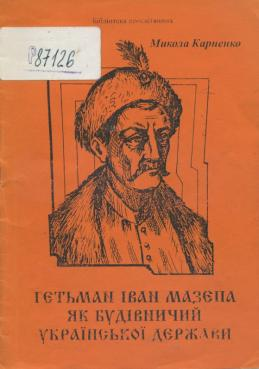 Бібліотека просвітянина
Микола Карпенко
Р87126
ГЕТЬМАН ІВАН МАЗЕПА
ЯК БУДІВНИЧИЙ
УКРАЇНСЬКОЇ ДЕРЖАВИ